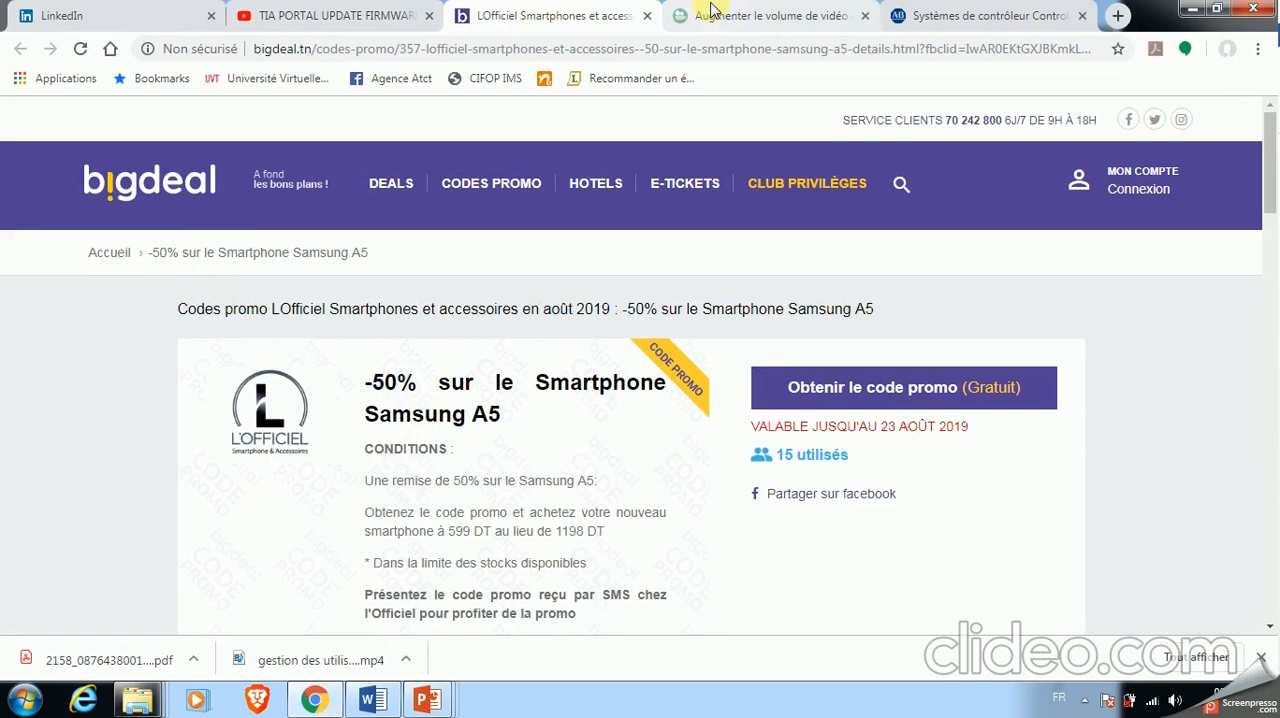 LinkedIn
TIA PORTAL UPDATE FIRMWAR
LOfficiel Smartphones et access
Augmenter le volume de vidéo
Systèmes de contrôleur Contro
Non sécurisé
bigdeal.tn/codes-promo/357-lofficiel-smartphones-et-accessoires--50-sur-le-smartphone-samsung-a5-details.html?fbclid=IwAR0EKtGXJBKmkL...
Applications
Bookmarks
UVT Université Virtuelle...
Agence Atct
CIFOP IMS
Recommander un é...
SERVICE CLIENTS 70 242 800 6J/7 DE 9H À 18H
bigdeal
A fond
les bons plans !
DEALS
CODES PROMO
HOTELS
E-TICKETS
CLUB PRIVILÈGES
MON COMPTE
Connexion
Accueil › -50% sur le Smartphone Samsung A5
Codes promo LOfficiel Smartphones et accessoires en août 2019 : -50% sur le Smartphone Samsung A5
CODE PROMO
L
L'OFFICIEL
Smartphone & Accessoires
-50% sur le Smartphone
Samsung A5
CONDITIONS :
Une remise de 50% sur le Samsung A5:
Obtenez le code promo et achetez votre nouveau
smartphone à 599 DT au lieu de 1198 DT
* Dans la limite des stocks disponibles
Présentez le code promo reçu par SMS chez
l'Officiel pour profiter de la promo
Obtenir le code promo (Gratuit)
VALABLE JUSQU'AU 23 AOÛT 2019
15 utilisés
Partager sur facebook
2158_0876438001....pdf
gestion des utilis....mp4
Tout afficher
clideo.com
FR
Screenpresso
.com